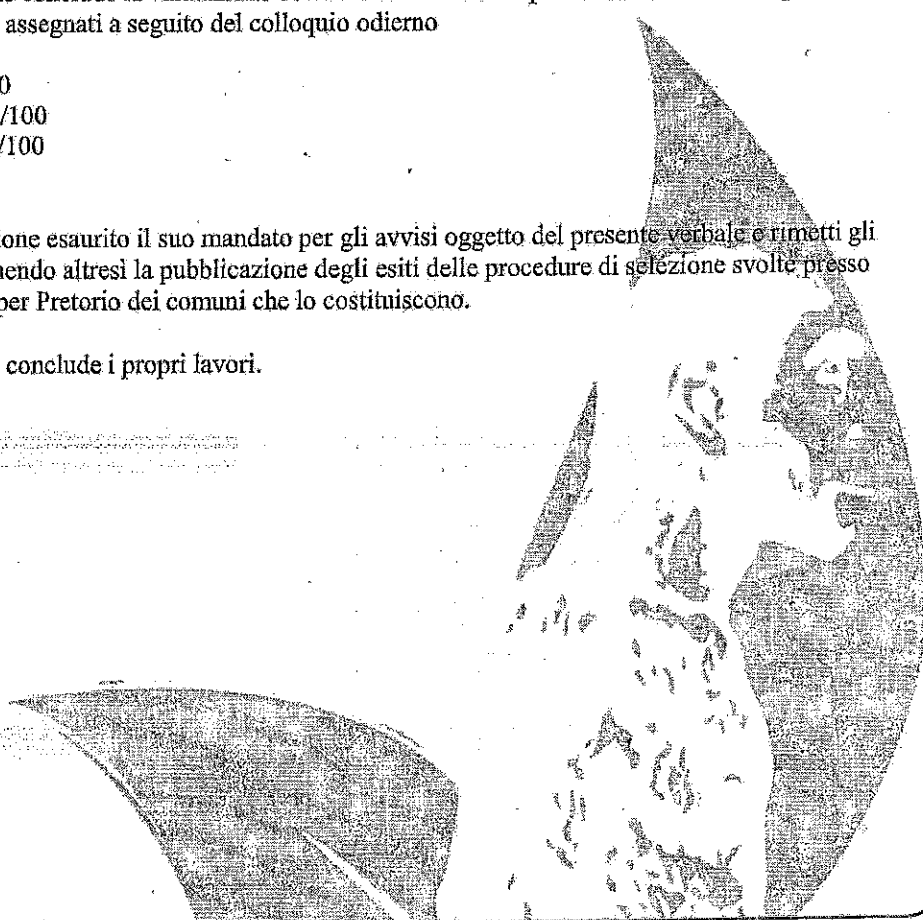 assegnati a seguito del colloquio odierno
0
/100
/100
one esaurito il suo mandato per gli avvisi oggetto del presente verbale e rimetti gli
nendo altresì la pubblicazione degli esiti delle procedure di selezione svolte presso
per Pretorio dei comuni che lo costituiscono.
conclude i propri lavori.